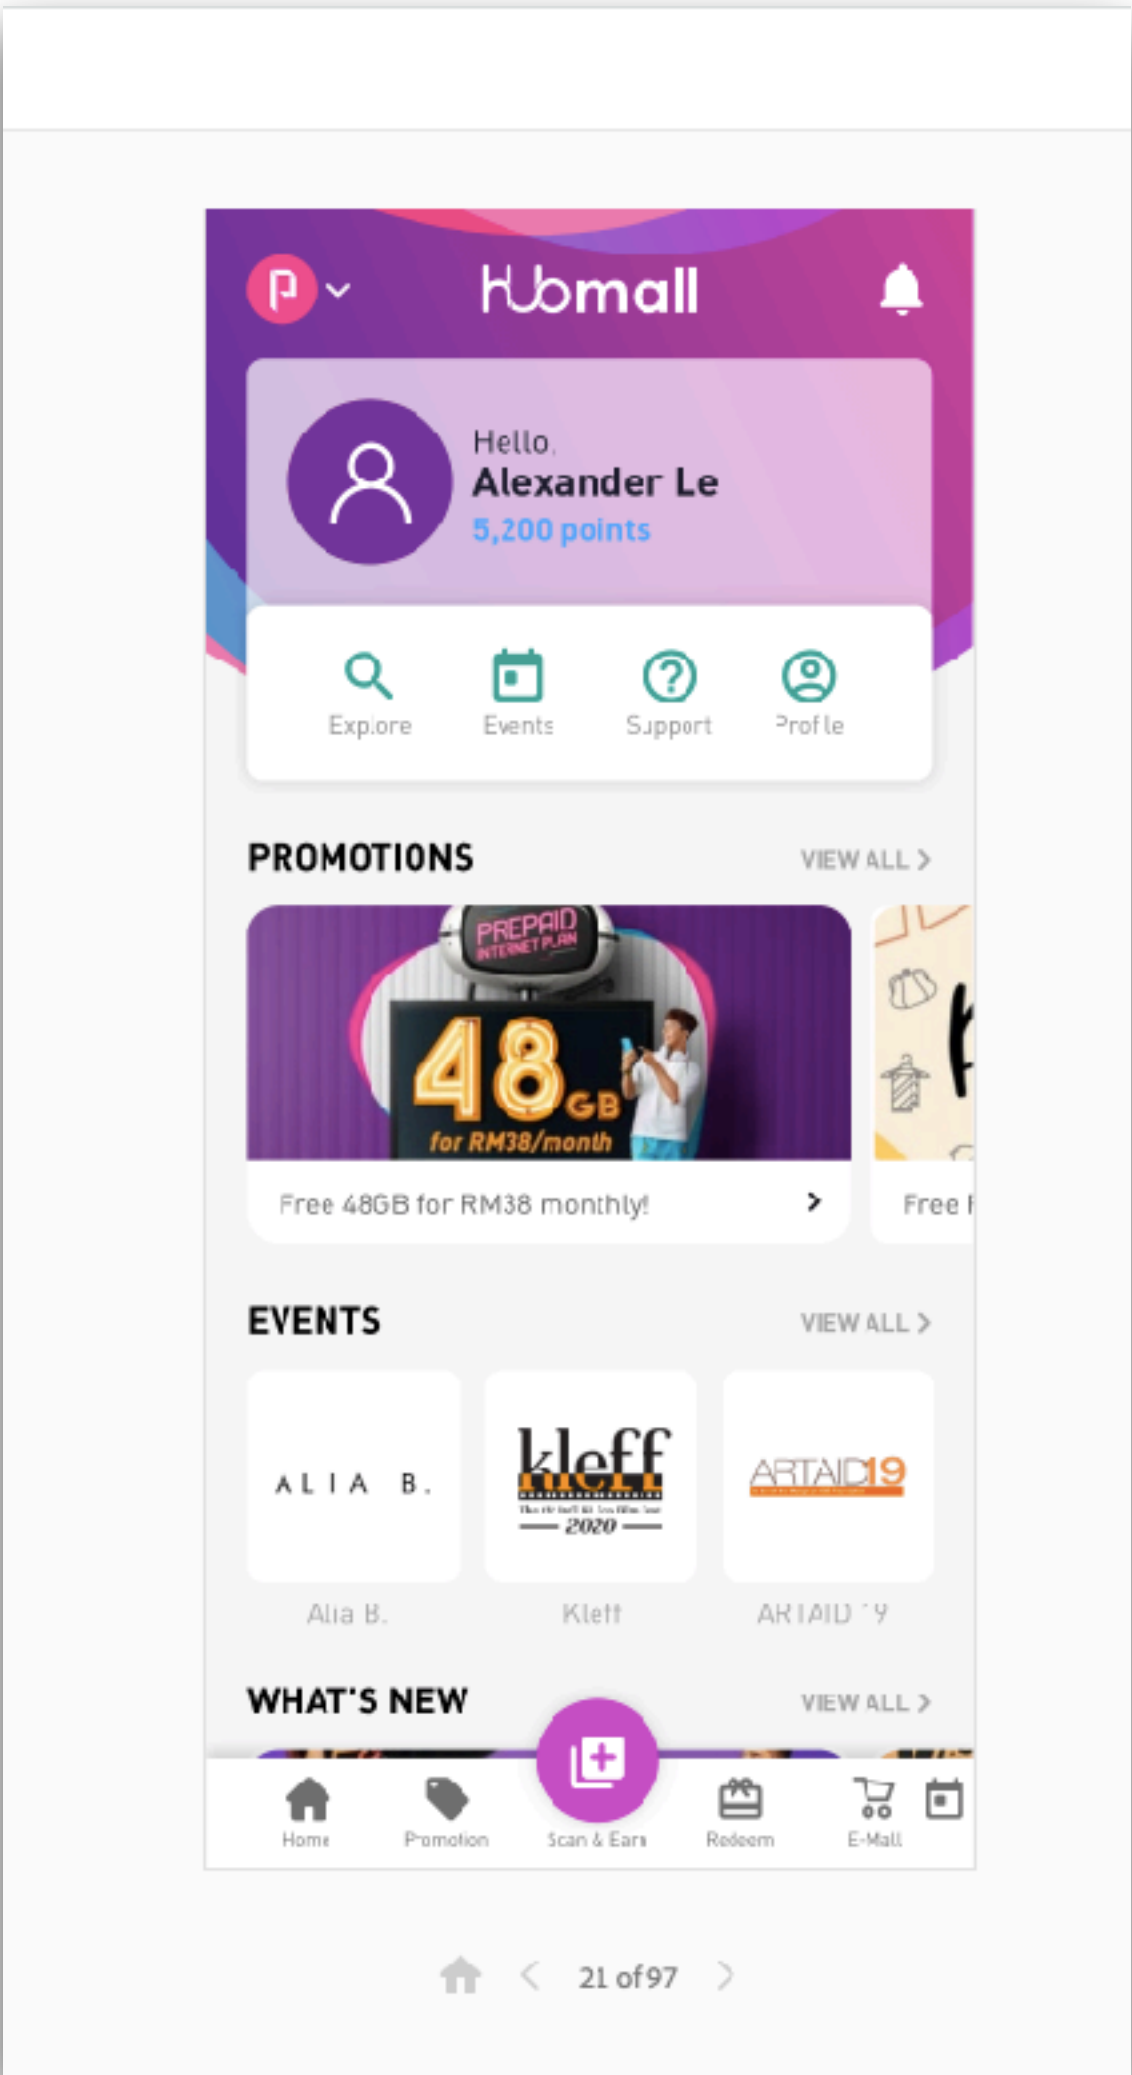 hubmall
Hello,
Alexander Le
5,200 points
Explore
Events
Support
Profile
PROMOTIONS
VIEW ALL
PREPAID
INTERNET PLAN
48GB
for RM38/month
Free 48GB for RM38 monthly!
Free
EVENTS
VIEW ALL
ALIA B.
kleff
2020
ARTAID19
Alia B.
Kleff
ARTAID '19
WHAT'S NEW
VIEW ALL
Home
Promotion
Scan & Earn
Redeem
E-Mall
21 of 97